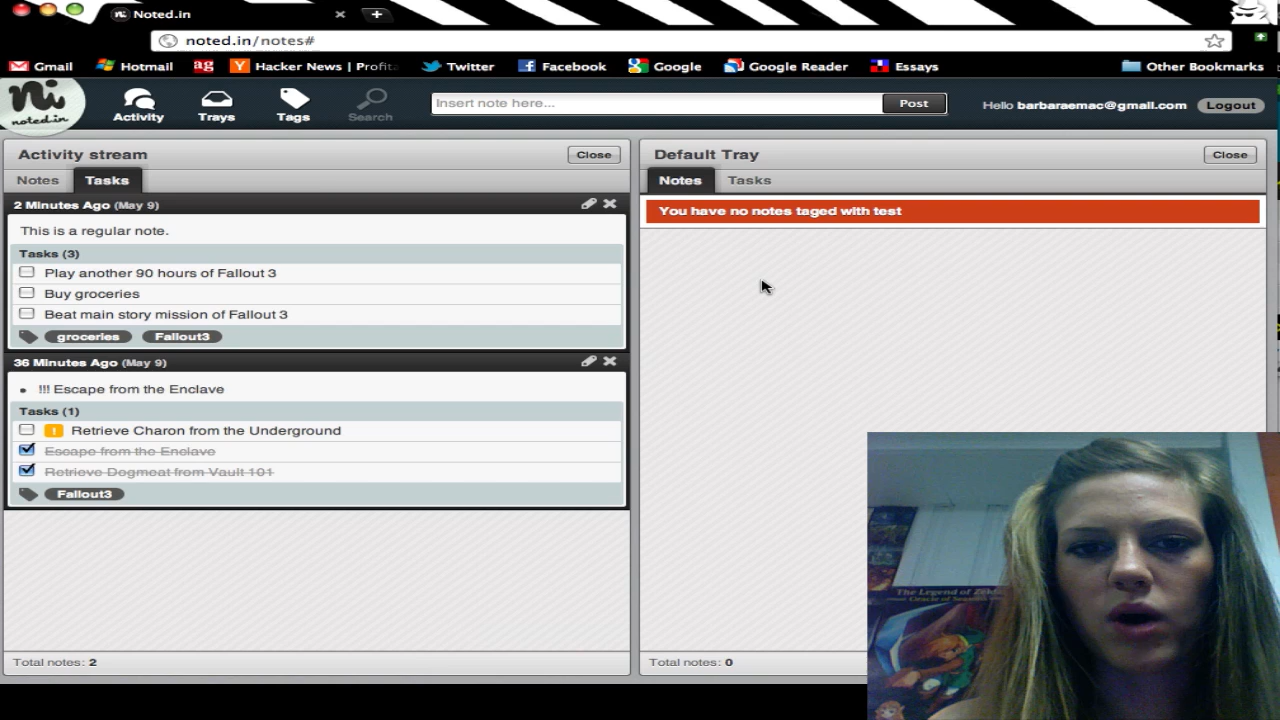 Noted.in
noted.in/notes#
Gmail Hotmail ag Hacker News | Profita Twitter Facebook Google Google Reader Essays Other Bookmarks
ni
noted.in
Activity Trays Tags Search Insert note here... Post Hello barbaraemac@gmail.com Logout
Activity stream Close
Notes Tasks
2 Minutes Ago (May 9)
This is a regular note.
Tasks (3)
Play another 90 hours of Fallout 3
Buy groceries
Beat main story mission of Fallout 3
groceries Fallout3
36 Minutes Ago (May 9)
• !!! Escape from the Enclave
Tasks (1)
! Retrieve Charon from the Underground
Escape from the Enclave
Retrieve Dogmeat from Vault 101
Fallout3
Total notes: 2
Default Tray Close
Notes Tasks
You have no notes taged with test
Total notes: 0
The Legend of Zelda
Oracle of Seasons